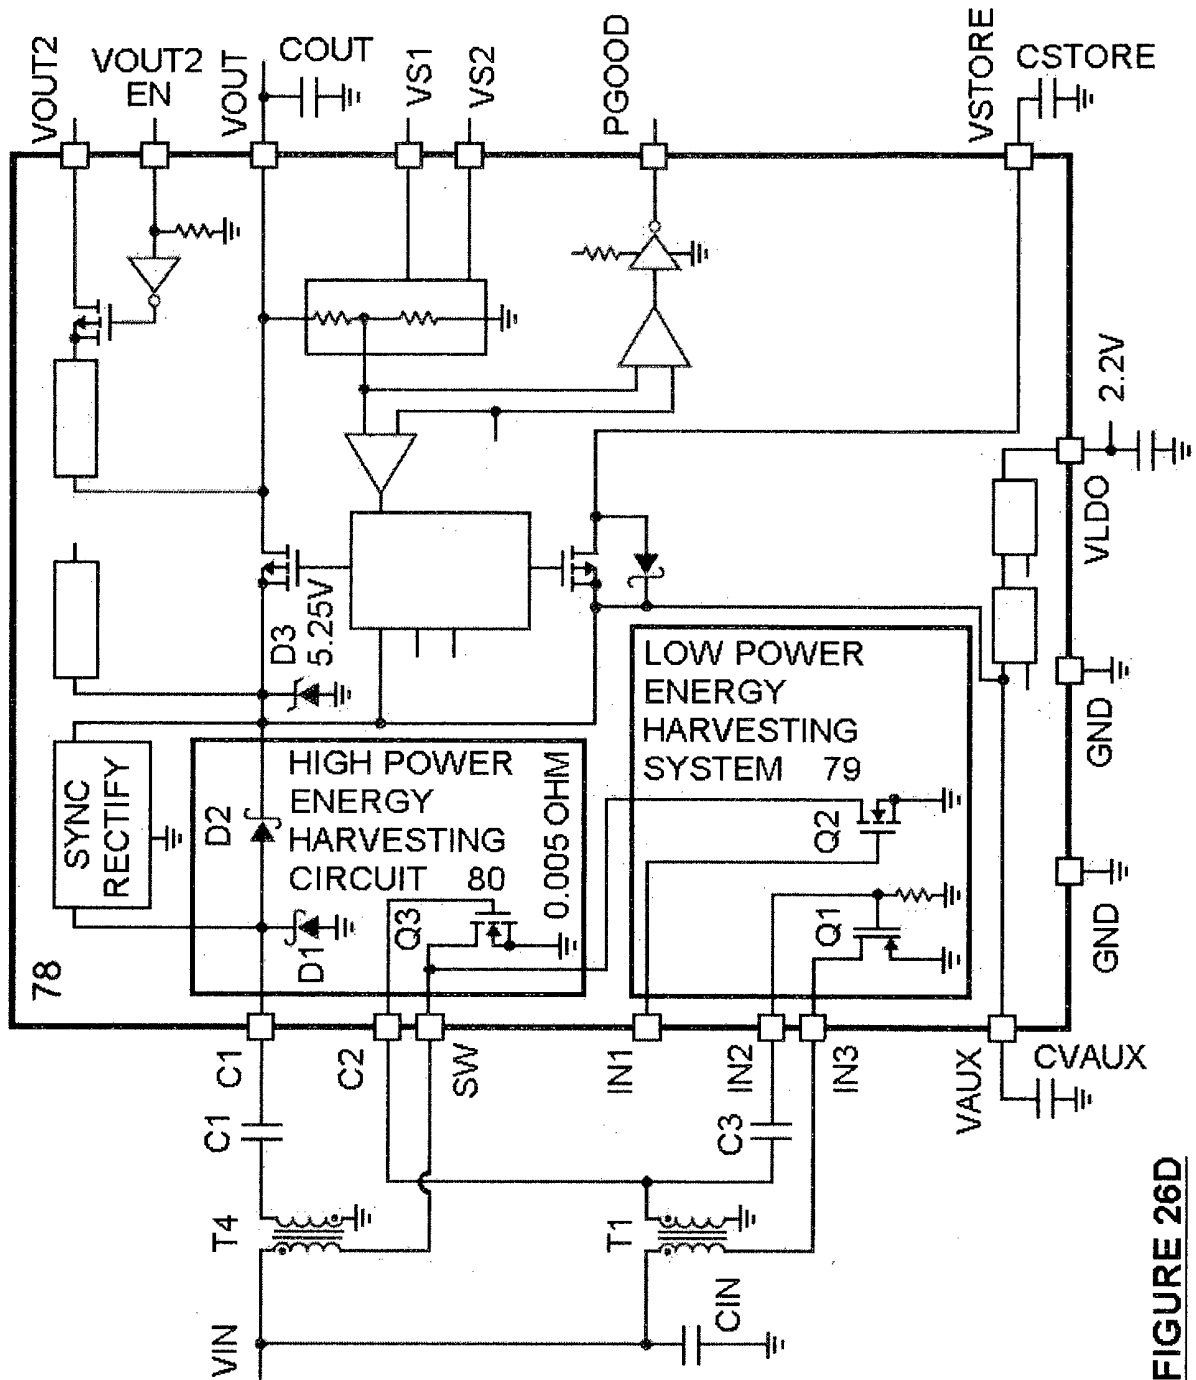 VOUT2
VOUT2
EN
VOUT
COUT
VS1
VS2
PGOOD
VSTORE
CSTORE
78
SYNC
RECTIFY
D3
5.25V
D2
D1
HIGH POWER
ENERGY
HARVESTING
CIRCUIT 80
0.005 OHM
Q3
LOW POWER
ENERGY
HARVESTING
SYSTEM 79
Q2
Q1
2.2V
VLDO
GND
GND
C1
C2
SW
IN1
IN2
IN3
VAUX
CVAUX
C1
C3
T4
T1
VIN
CIN
FIGURE 26D